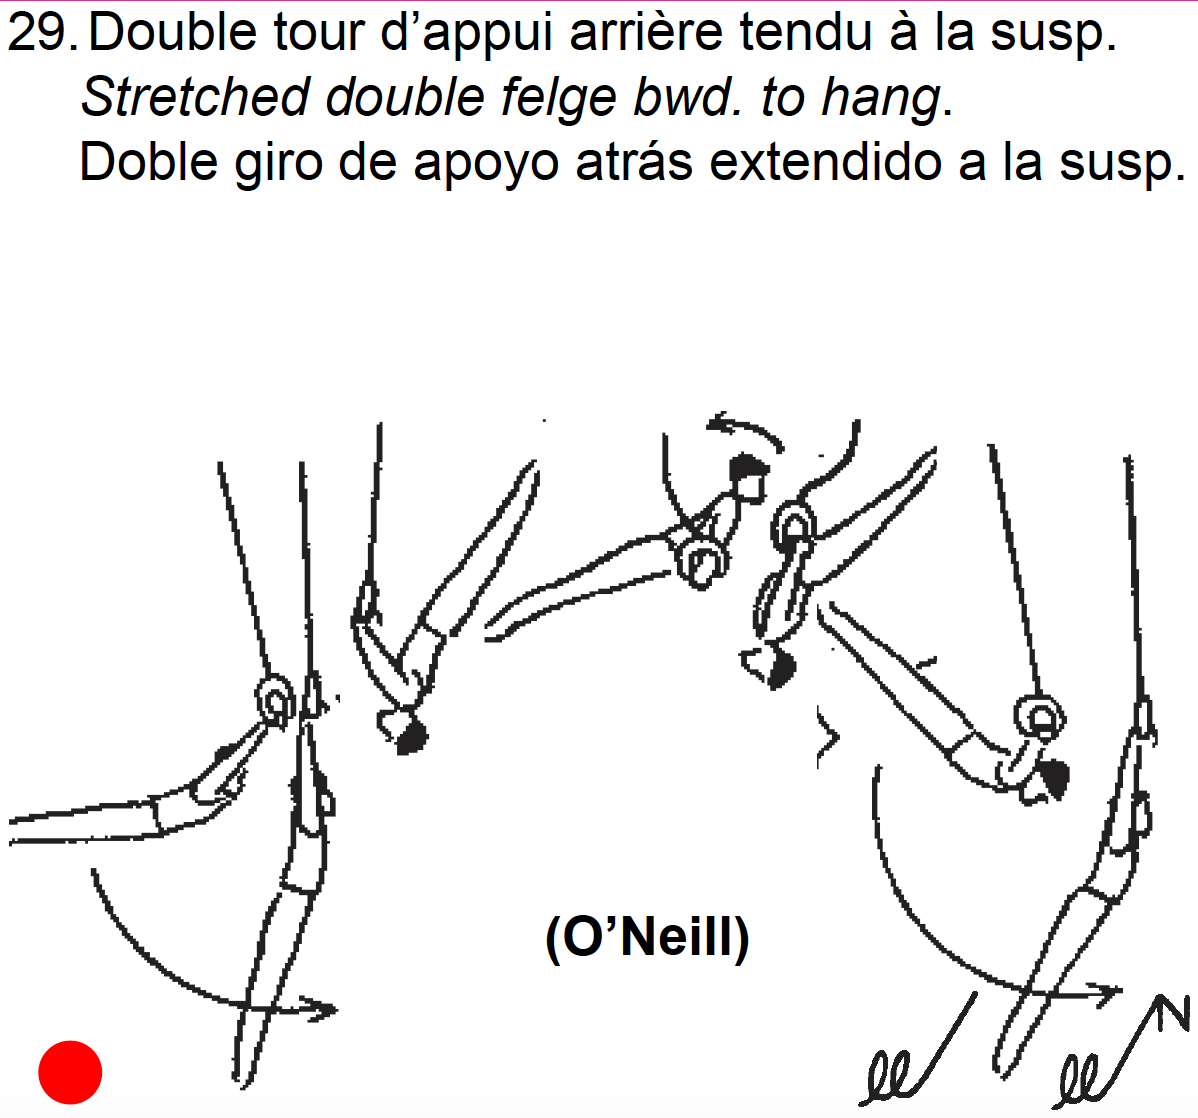 29. Double tour d’appui arrière tendu à la susp.
Stretched double felge bwd. to hang.
Doble giro de apoyo atrás extendido a la susp.
(O’Neill)